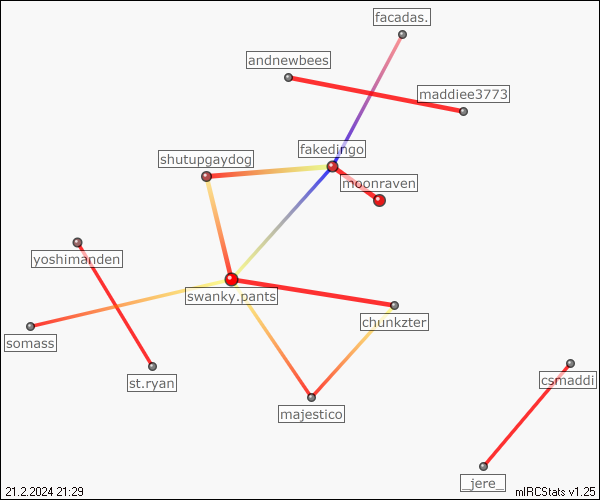 facadas.
andnewbees
maddiee3773
fakedingo
shutupgaydog
moonraven
yoshimanden
swanky.pants
chunkzter
somass
st.ryan
csmaddi
majestico
_jere_
21.2.2024 21:29
mIRCStats v1.25